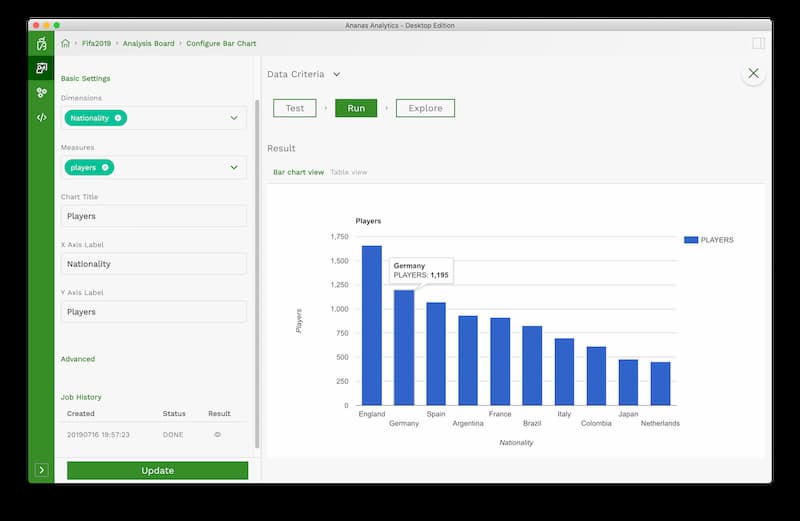 Ananas Analytics - Desktop Edition
Fifa2019 › Analysis Board › Configure Bar Chart
Basic Settings
Dimensions
Nationality
Measures
players
Chart Title
Players
X Axis Label
Nationality
Y Axis Label
Players
Advanced
Job History
Created Status Result
20190716 19:57:23 DONE
Update
Data Criteria
Test › Run › Explore
Result
Bar chart view Table view
Players
PLAYERS
1,750
1,500
1,250
1,000
750
500
250
0
Players
Germany
PLAYERS: 1,195
England Spain France Italy Japan
Germany Argentina Brazil Colombia Netherlands
Nationality